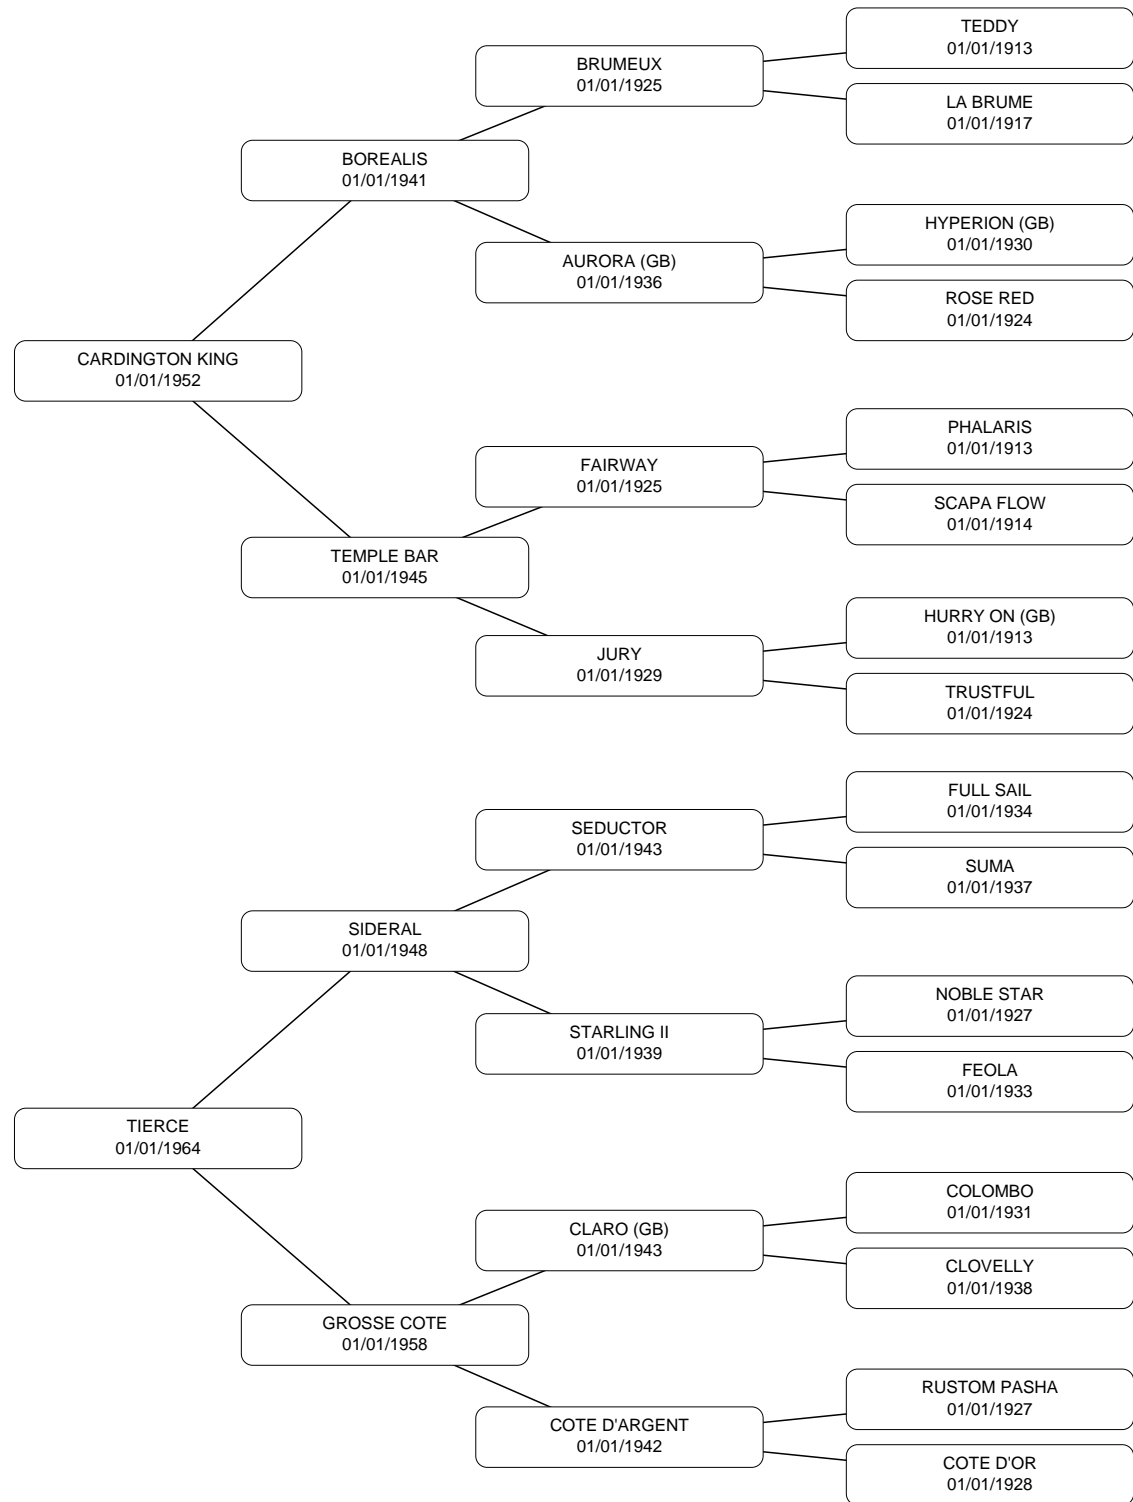 TEDDY
01/01/1913
BRUMEUX
01/01/1925
LA BRUME
01/01/1917
BOREALIS
01/01/1941
HYPERION (GB)
01/01/1930
AURORA (GB)
01/01/1936
ROSE RED
01/01/1924
CARDINGTON KING
01/01/1952
PHALARIS
01/01/1913
FAIRWAY
01/01/1925
SCAPA FLOW
01/01/1914
TEMPLE BAR
01/01/1945
HURRY ON (GB)
01/01/1913
JURY
01/01/1929
TRUSTFUL
01/01/1924
FULL SAIL
01/01/1934
SEDUCTOR
01/01/1943
SUMA
01/01/1937
SIDERAL
01/01/1948
NOBLE STAR
01/01/1927
STARLING II
01/01/1939
FEOLA
01/01/1933
TIERCE
01/01/1964
COLOMBO
01/01/1931
CLARO (GB)
01/01/1943
CLOVELLY
01/01/1938
GROSSE COTE
01/01/1958
RUSTOM PASHA
01/01/1927
COTE D'ARGENT
01/01/1942
COTE D'OR
01/01/1928